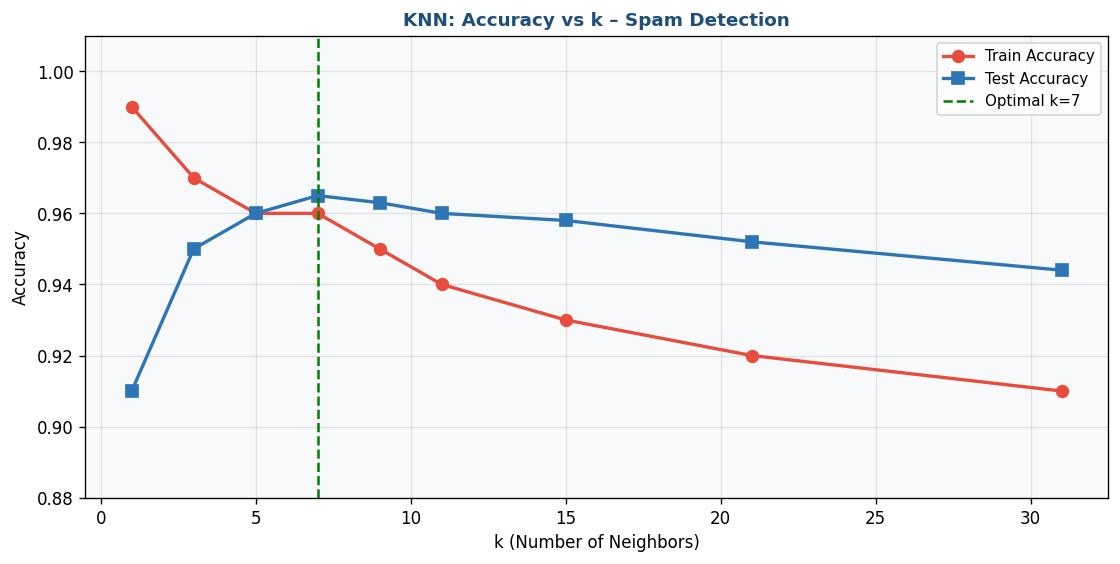 KNN: Accuracy vs k – Spam Detection
Train Accuracy
Test Accuracy
Optimal k=7
1.00
0.98
0.96
0.94
0.92
0.90
0.88
Accuracy
0 5 10 15 20 25 30
k (Number of Neighbors)